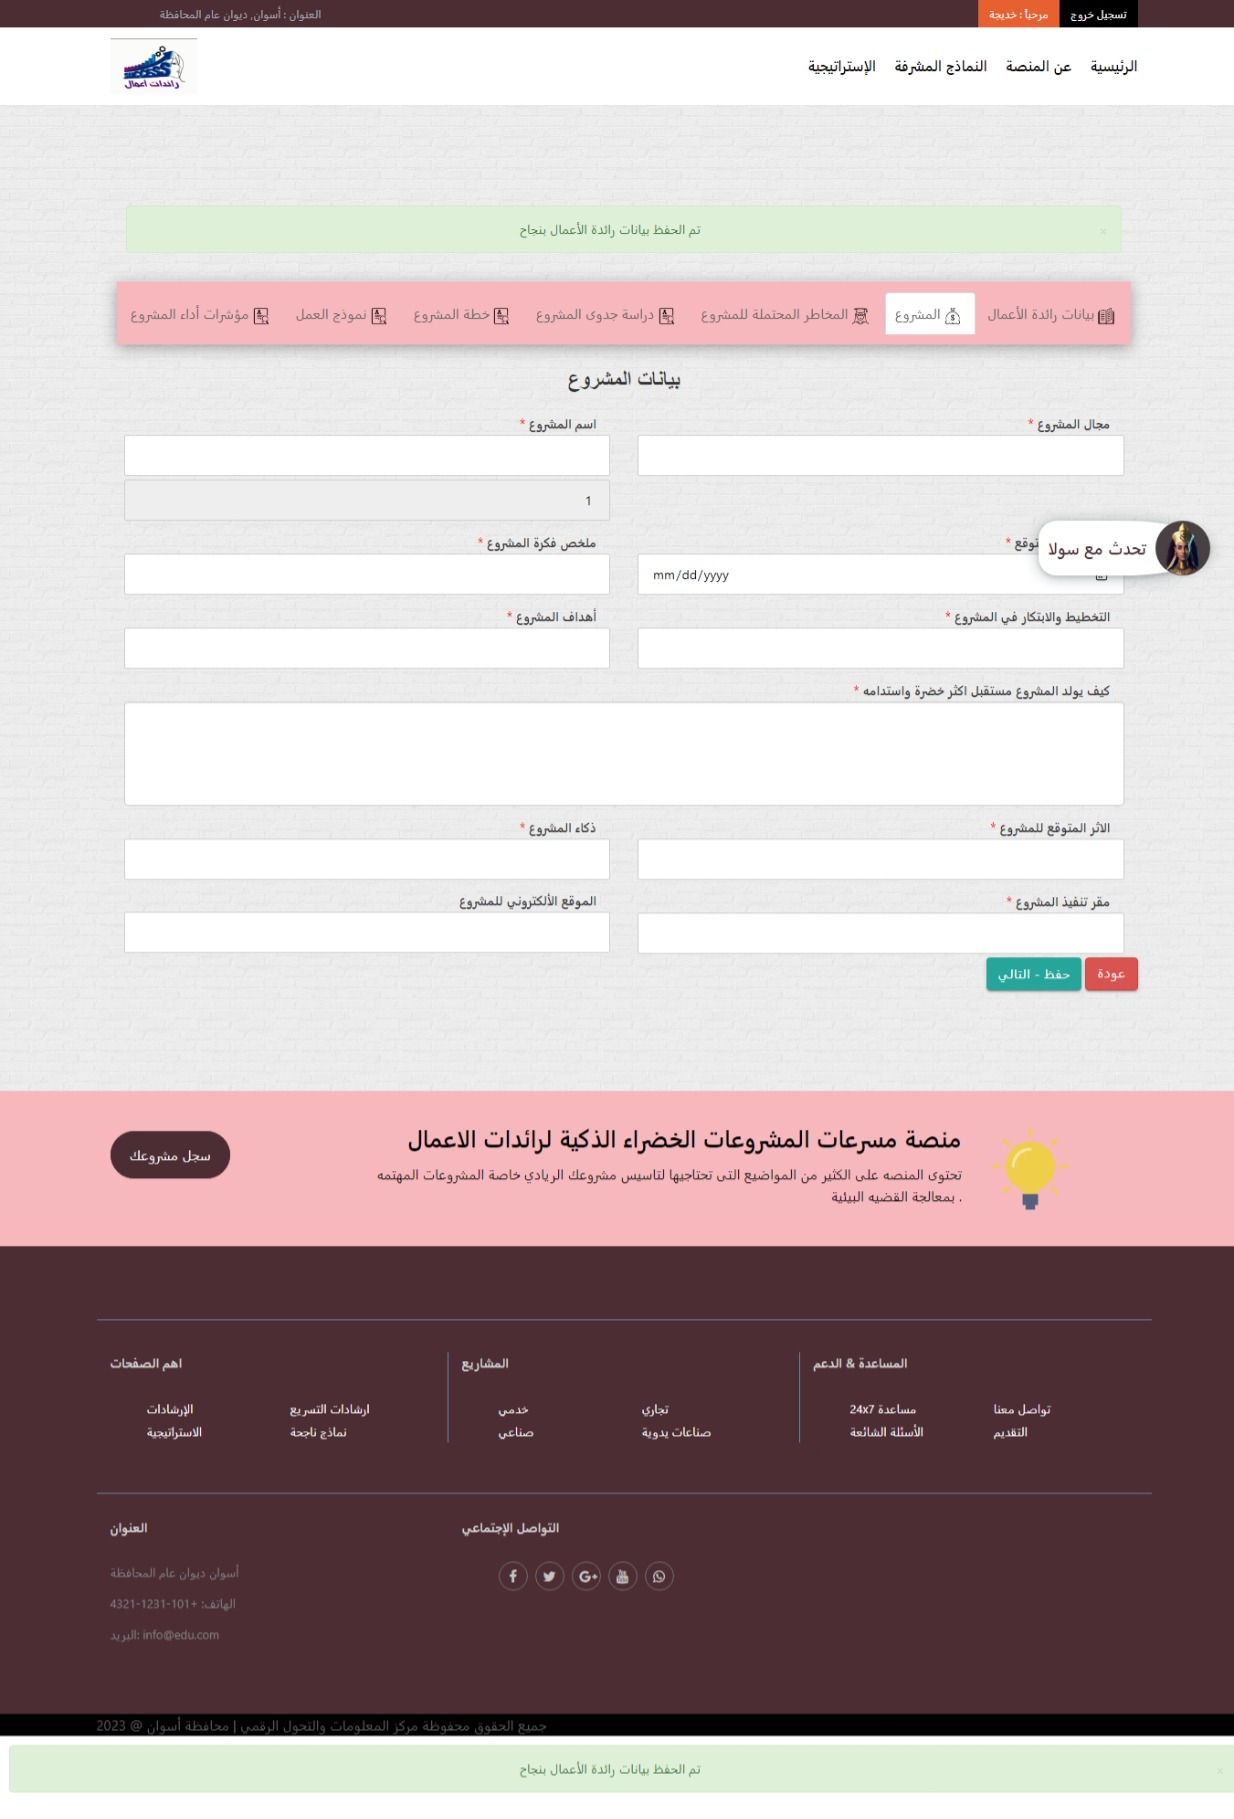 تسجيل خروج
مرحباً : خديجة
العنوان : أسوان, ديوان عام المحافظة
الرئيسية
عن المنصة
النماذج المشرفة
الإستراتيجية
رائدات أعمال
تم الحفظ بيانات رائدة الأعمال بنجاح
×
بيانات رائدة الأعمال
المشروع
المخاطر المحتملة للمشروع
دراسة جدوى المشروع
خطة المشروع
نموذج العمل
مؤشرات أداء المشروع
بيانات المشروع
مجال المشروع *
اسم المشروع *
1
ملخص فكرة المشروع *
تحدث مع سولا
mm/dd/yyyy
التخطيط والابتكار في المشروع *
أهداف المشروع *
كيف يولد المشروع مستقبل اكثر خضرة واستدامه *
الاثر المتوقع للمشروع *
ذكاء المشروع *
مقر تنفيذ المشروع *
الموقع الألكتروني للمشروع
عودة
حفظ - التالي
منصة مسرعات المشروعات الخضراء الذكية لرائدات الاعمال
تحتوى المنصه على الكثير من المواضيع التى تحتاجيها لتاسيس مشروعك الريادي خاصة المشروعات المهتمه
. بمعالجة القضيه البيئية
سجل مشروعك
المساعدة & الدعم
تواصل معنا
مساعدة 24x7
التقديم
الأسئلة الشائعة
المشاريع
تجاري
خدمي
صناعات يدوية
صناعي
اهم الصفحات
ارشادات التسريع
الإرشادات
نماذج ناجحة
الاستراتيجية
التواصل الإجتماعي
العنوان
أسوان ديوان عام المحافظة
الهاتف: +101-1231-4321
البريد: info@edu.com
جميع الحقوق محفوظة مركز المعلومات والتحول الرقمي | محافظة أسوان @ 2023
تم الحفظ بيانات رائدة الأعمال بنجاح
×